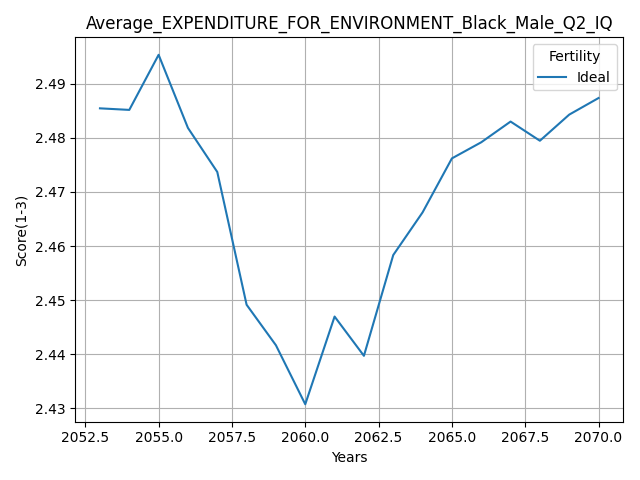 Average_EXPENDITURE_FOR_ENVIRONMENT_Black_Male_Q2_IQ
Fertility
Ideal
Score(1-3)
2.49
2.48
2.47
2.46
2.45
2.44
2.43
2052.5 2055.0 2057.5 2060.0 2062.5 2065.0 2067.5 2070.0
Years